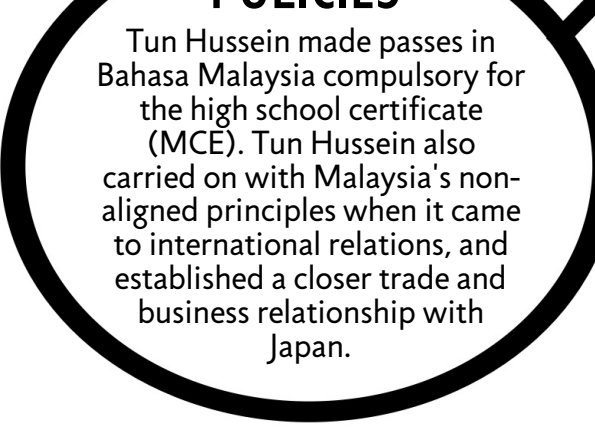 POLICIES
Tun Hussein made passes in
Bahasa Malaysia compulsory for
the high school certificate
(MCE). Tun Hussein also
carried on with Malaysia's non-
aligned principles when it came
to international relations, and
established a closer trade and
business relationship with
Japan.